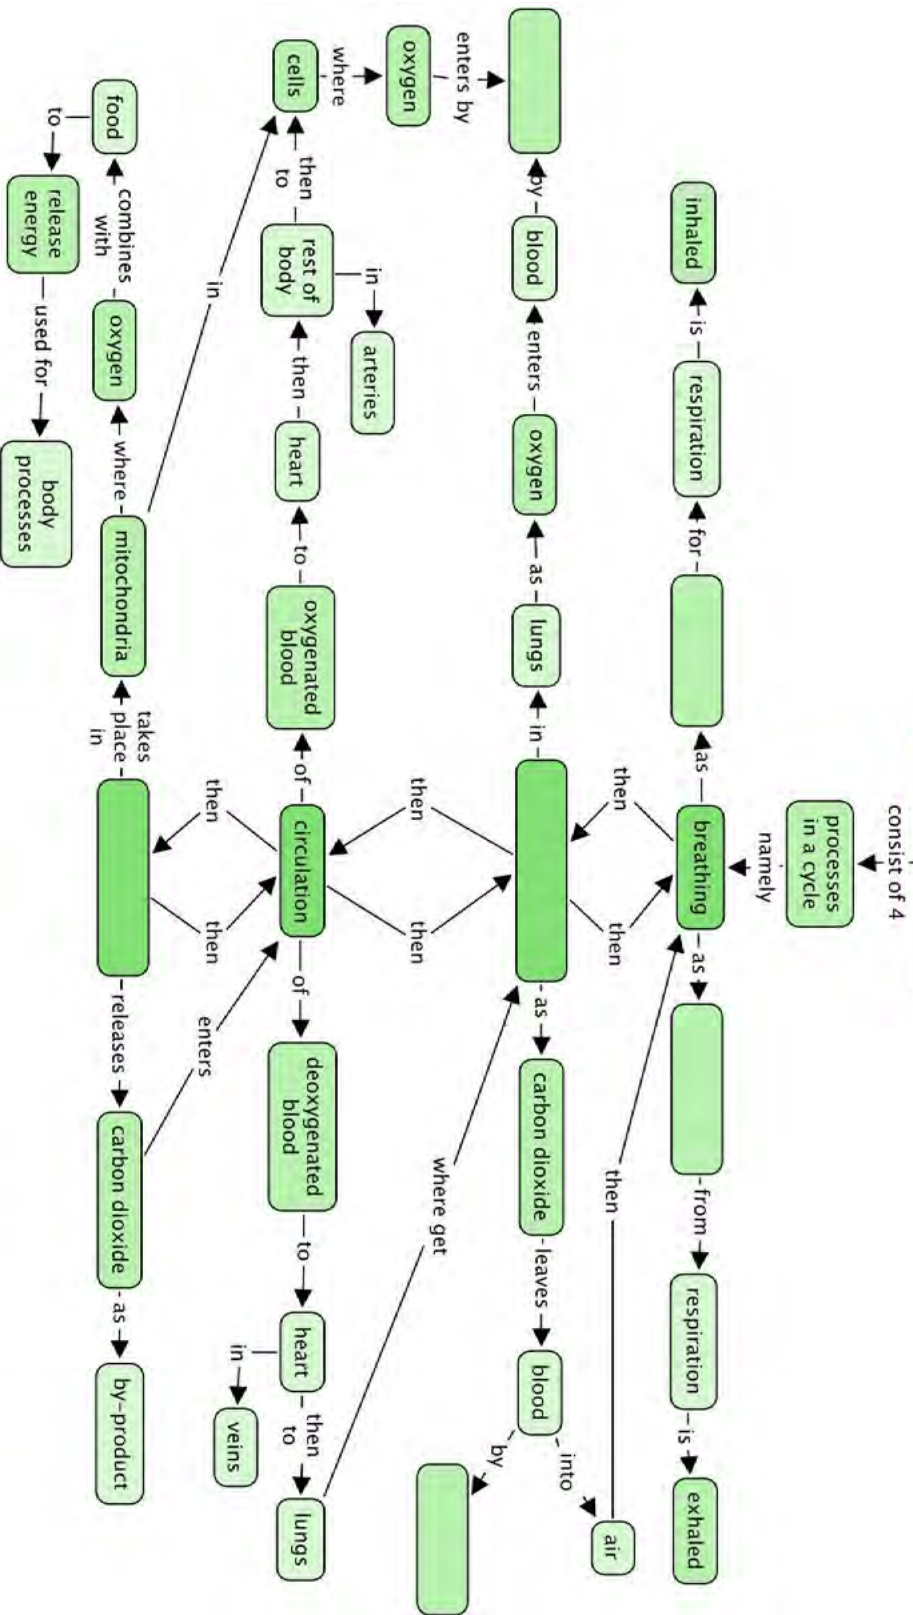 consist of 4
processes
in a cycle
namely
inhaled
is
respiration
for
as
breathing
as
from
respiration
is
exhaled
then
then
then
enters by
by
blood
enters
oxygen
as
lungs
in
as
carbon dioxide
leaves
blood
into
air
by
oxygen
where
arteries
in
then
then
where get
cells
then
to
rest of
body
then
heart
to
oxygenated
blood
of
circulation
of
deoxygenated
blood
to
heart
then
to
lungs
in
veins
in
then
then
enters
food
combines
with
oxygen
where
mitochondria
takes
place
in
releases
carbon dioxide
as
by-product
to
release
energy
used for
body
processes